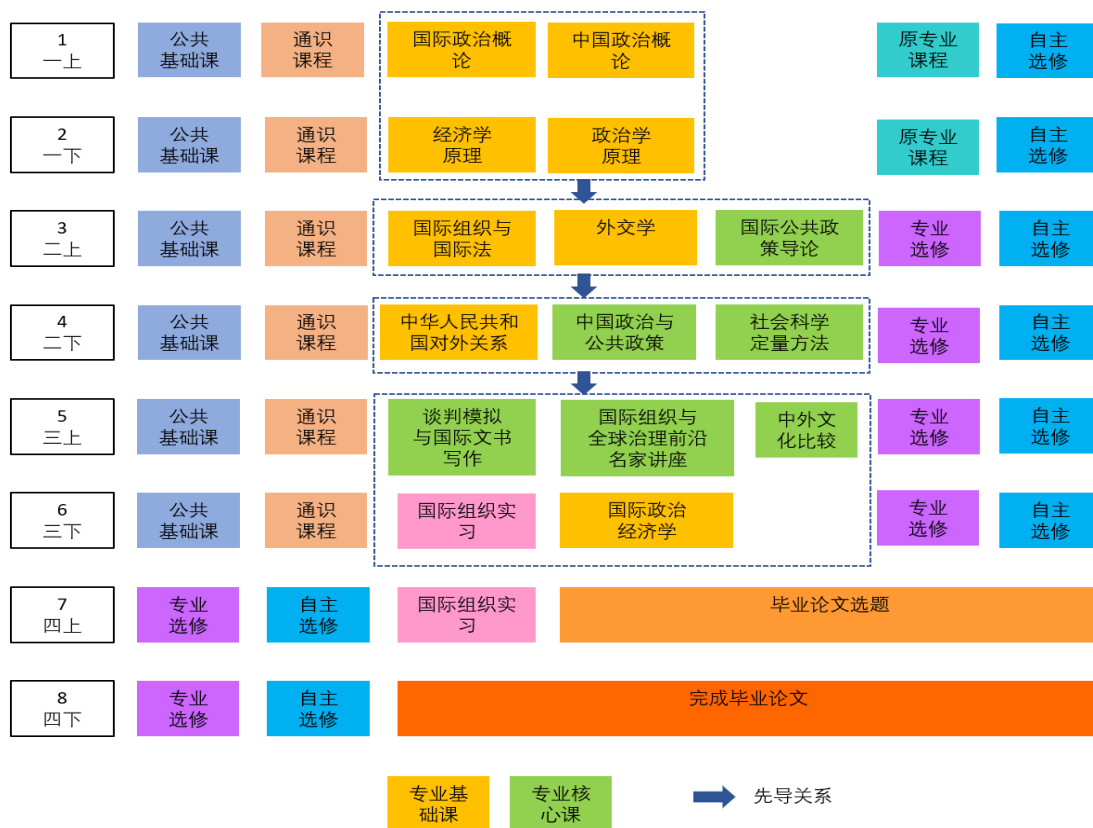 1
一上
公共
基础课
通识
课程
国际政治概
论
中国政治概
论
原专业
课程
自主
选修
2
一下
公共
基础课
通识
课程
经济学
原理
政治学
原理
原专业
课程
自主
选修
3
二上
公共
基础课
通识
课程
国际组织与
国际法
外交学
国际公共政
策导论
专业
选修
自主
选修
4
二下
公共
基础课
通识
课程
中华人民共和
国对外关系
中国政治与
公共政策
社会科学
定量方法
专业
选修
自主
选修
5
三上
公共
基础课
通识
课程
谈判模拟
与国际文书
写作
国际组织与
全球治理前沿
名家讲座
中外文
化比较
专业
选修
自主
选修
6
三下
公共
基础课
通识
课程
国际组织实
习
国际政治
经济学
专业
选修
自主
选修
7
四上
专业
选修
自主
选修
国际组织实
习
毕业论文选题
8
四下
专业
选修
自主
选修
完成毕业论文
专业基
础课
专业核
心课
先导关系